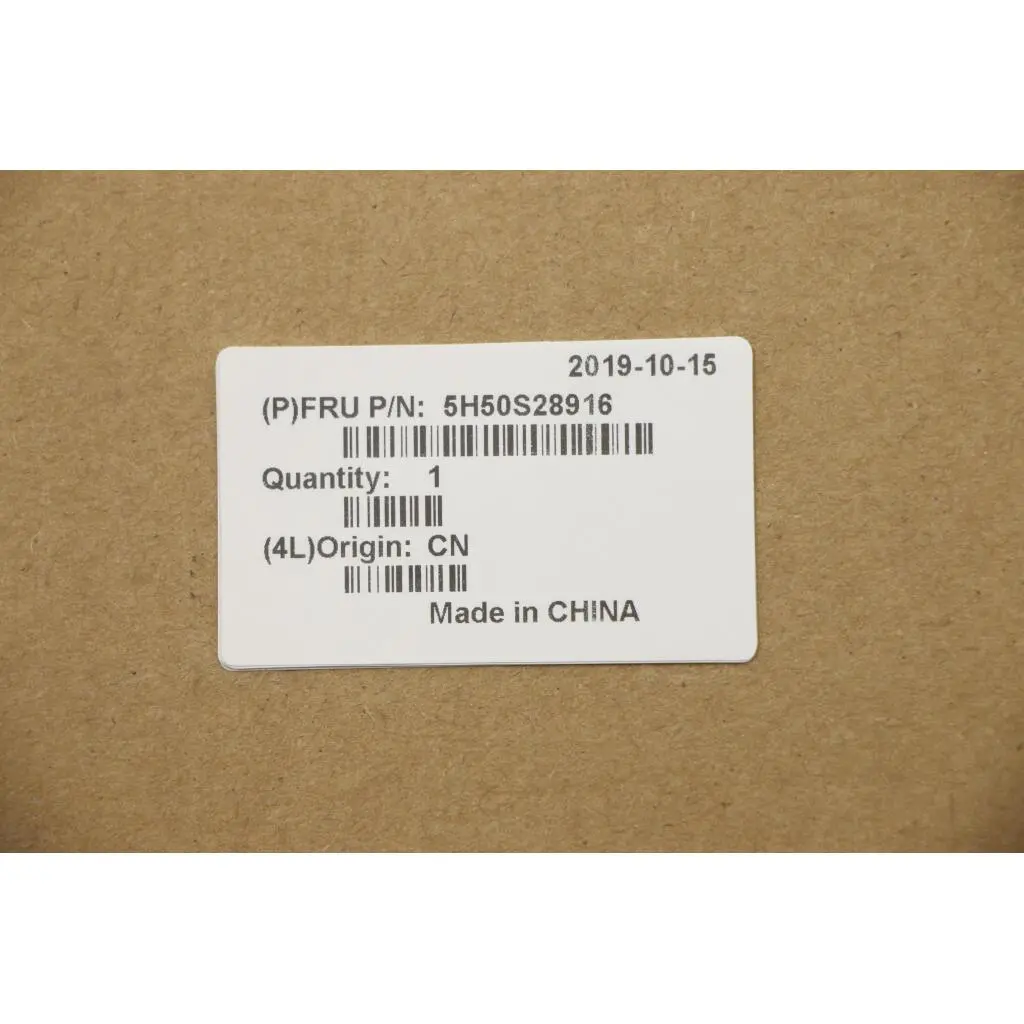 2019-10-15
(P)FRU P/N: 5H50S28916
Quantity: 1
(4L)Origin: CN
Made in CHINA